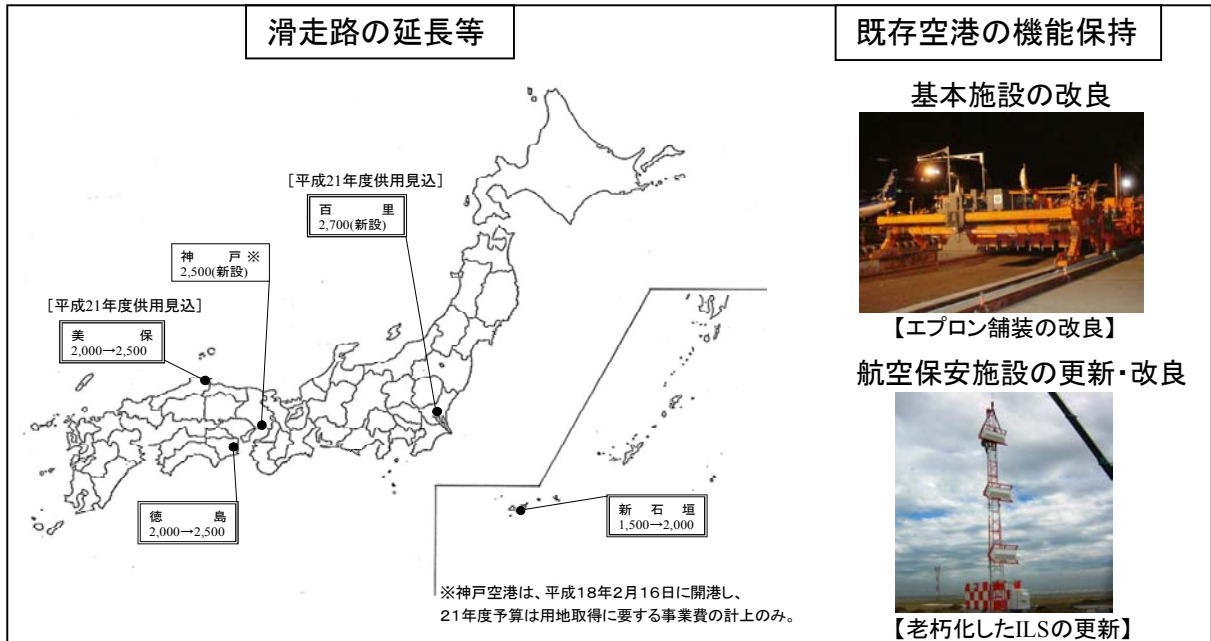 滑走路の延長等
[平成21年度供用見込]
百 里
2,700(新設)
神 戸※
2,500(新設)
[平成21年度供用見込]
美 保
2,000→2,500
徳 島
2,000→2,500
新 石 垣
1,500→2,000
※神戸空港は、平成18年2月16日に開港し、
21年度予算は用地取得に要する事業費の計上のみ。
既存空港の機能保持
基本施設の改良
【エプロン舗装の改良】
航空保安施設の更新・改良
【老朽化したILSの更新】